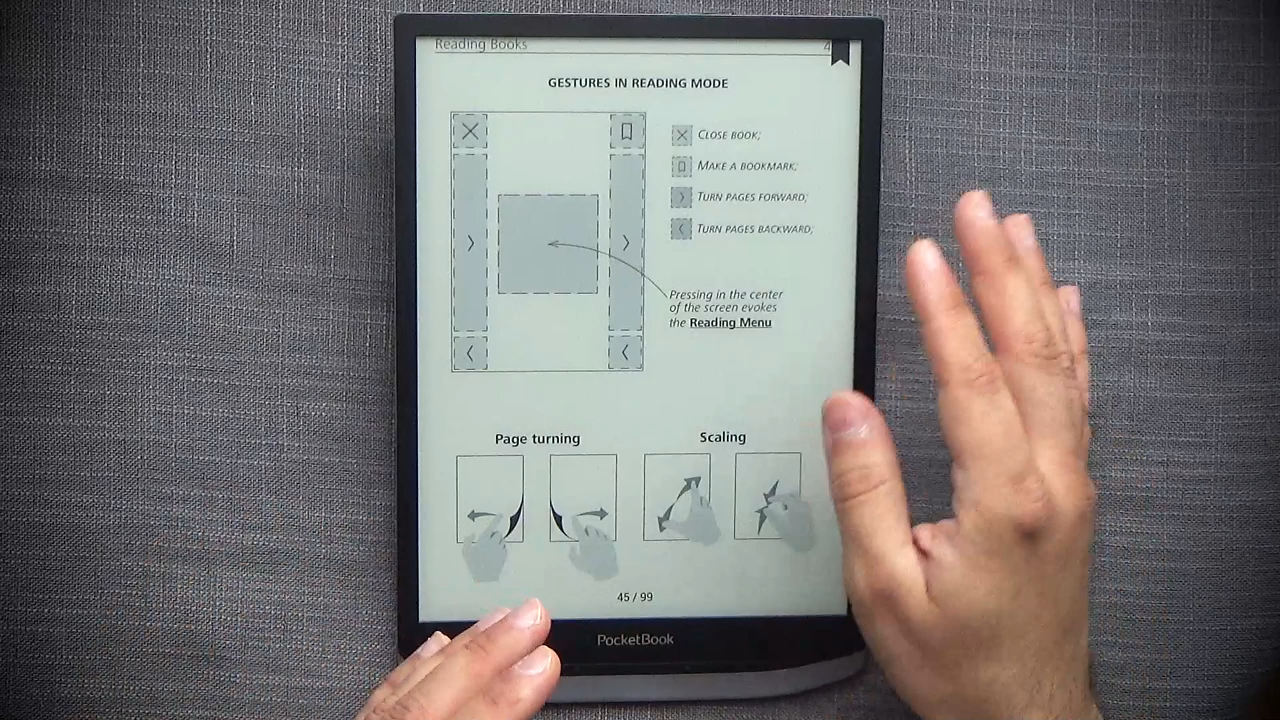 Reading Books
GESTURES IN READING MODE
CLOSE BOOK;
MAKE A BOOKMARK;
TURN PAGES FORWARD;
TURN PAGES BACKWARD;
Pressing in the center
of the screen evokes
the Reading Menu
Page turning
Scaling
45 / 99
PocketBook